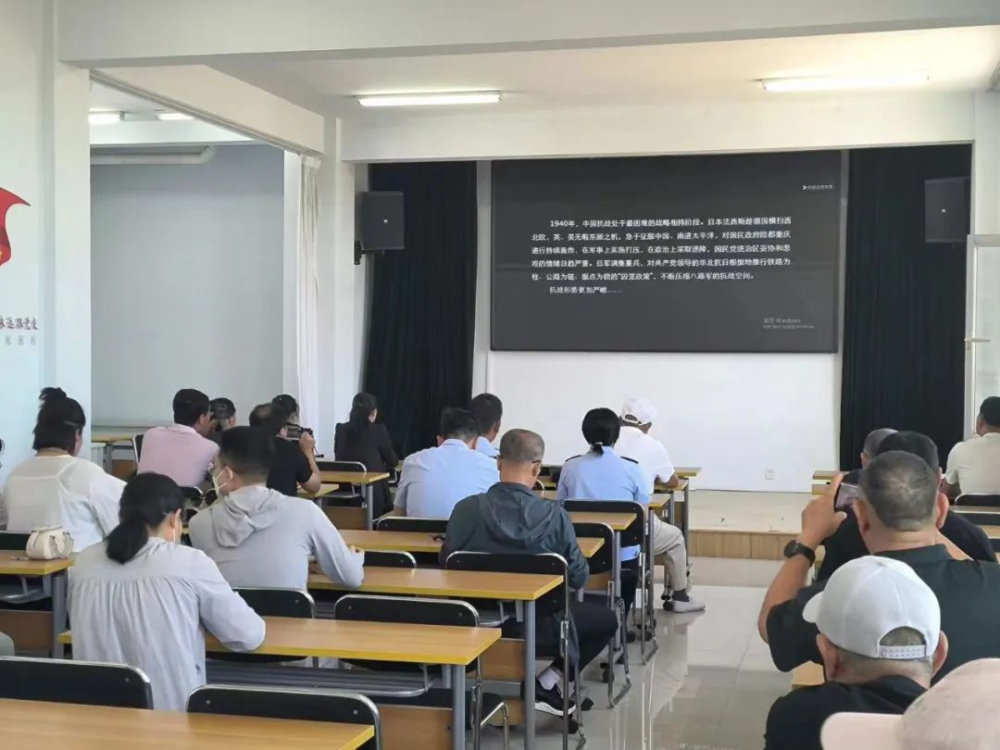 1940年，中国抗战处于最困难的战略相持阶段。日本法西斯趁德国横扫西
北欧，英、美无暇东顾之机，急于征服中国、南进太平洋，对国民政府陪都重庆
进行持续轰炸，在军事上实施打压，在政治上采取诱降，国民党统治区妥协和悲
观的情绪日趋严重。日军调集重兵，对共产党领导的华北抗日根据地推行铁路为
柱、公路为链、据点为锁的“囚笼政策”，不断压缩八路军的抗战空间。
抗战形势更加严峻……
激活 Windows
永远跟党走